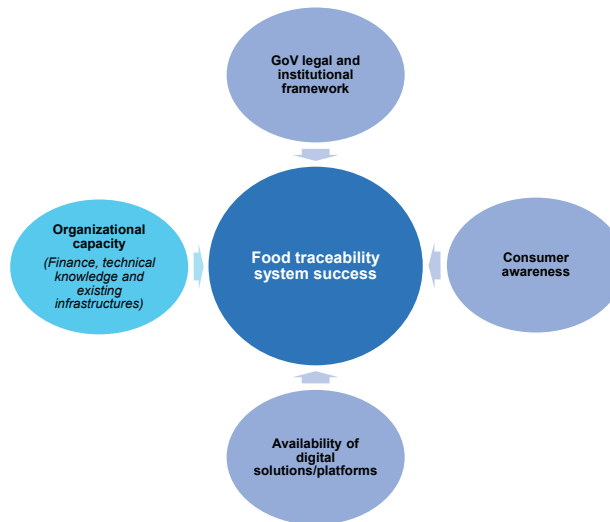 GoV legal and
institutional
framework
Organizational
capacity
(Finance, technical
knowledge and
existing
infrastructures)
Food traceability
system success
Consumer
awareness
Availability of
digital
solutions/platforms